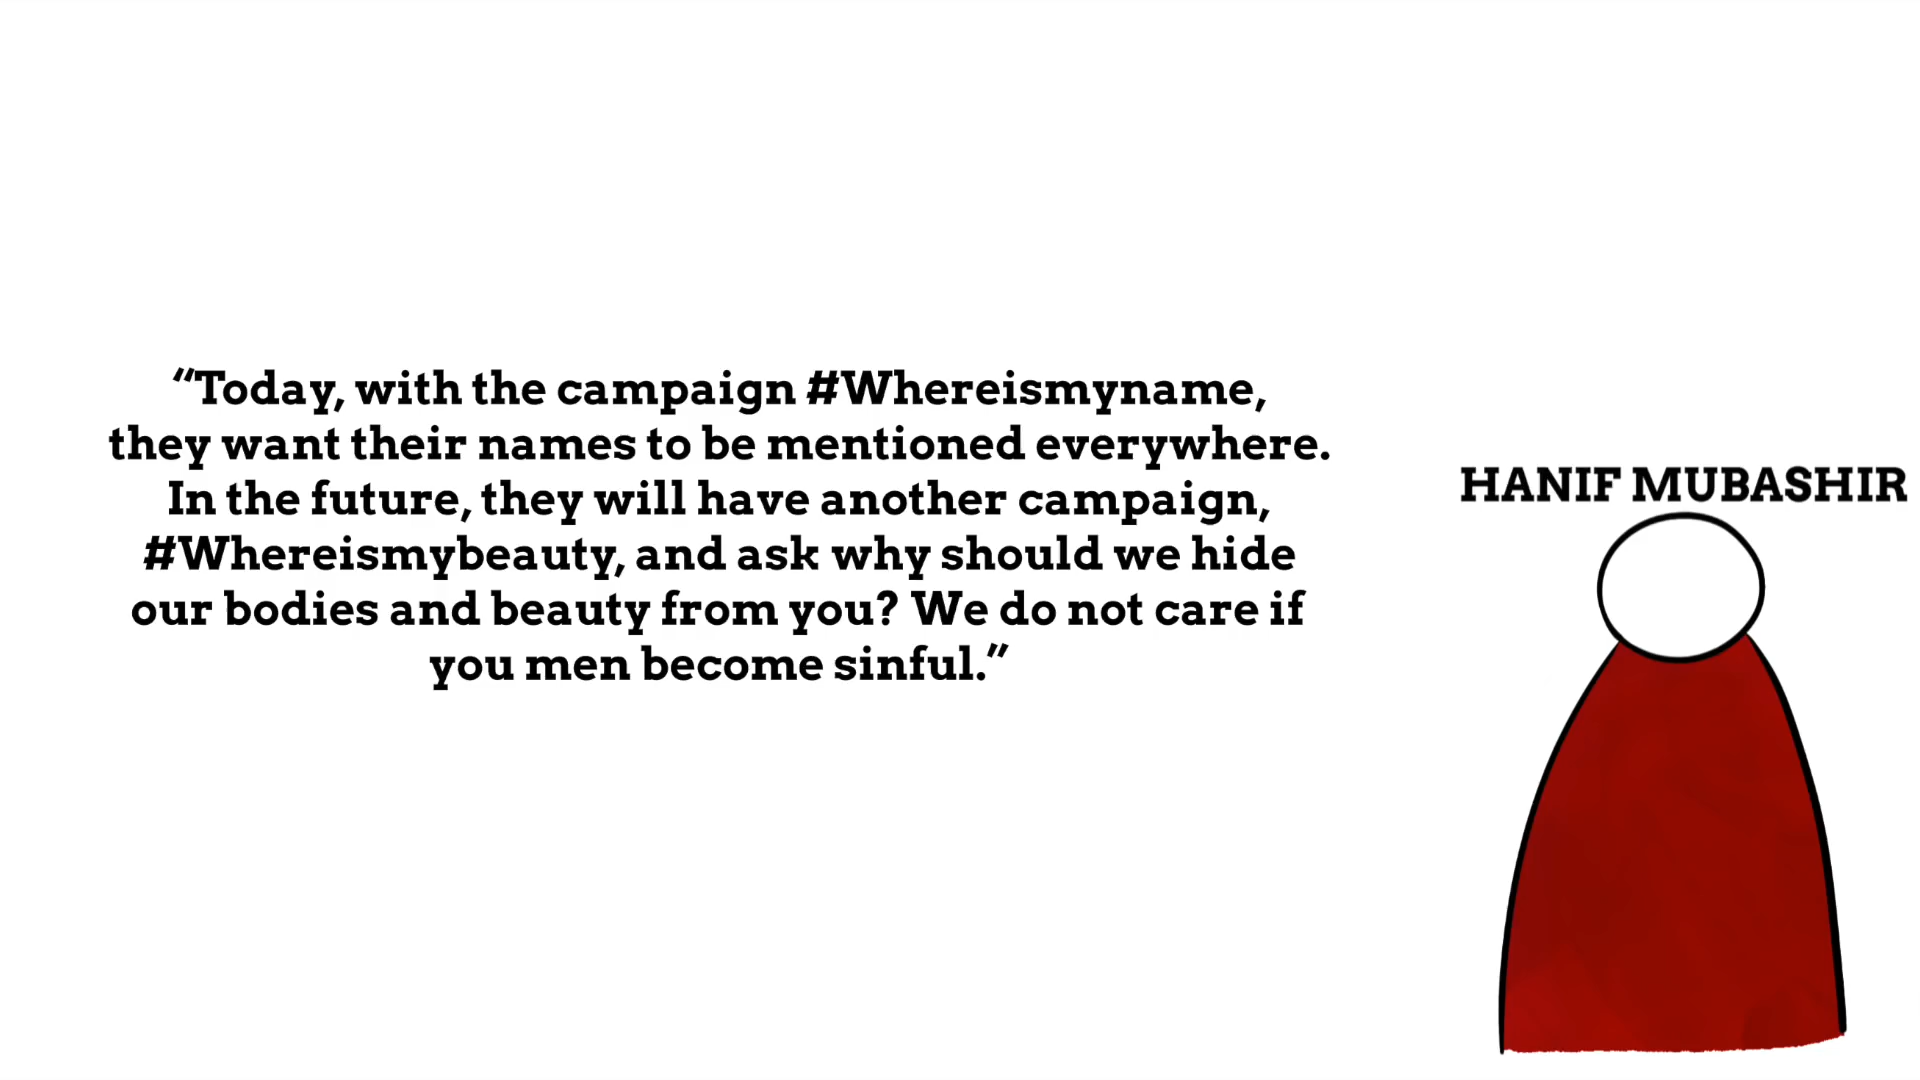 “Today, with the campaign #Whereismyname,
they want their names to be mentioned everywhere.
In the future, they will have another campaign,
#Whereismybeauty, and ask why should we hide
our bodies and beauty from you? We do not care if
you men become sinful.”
HANIF MUBASHIR